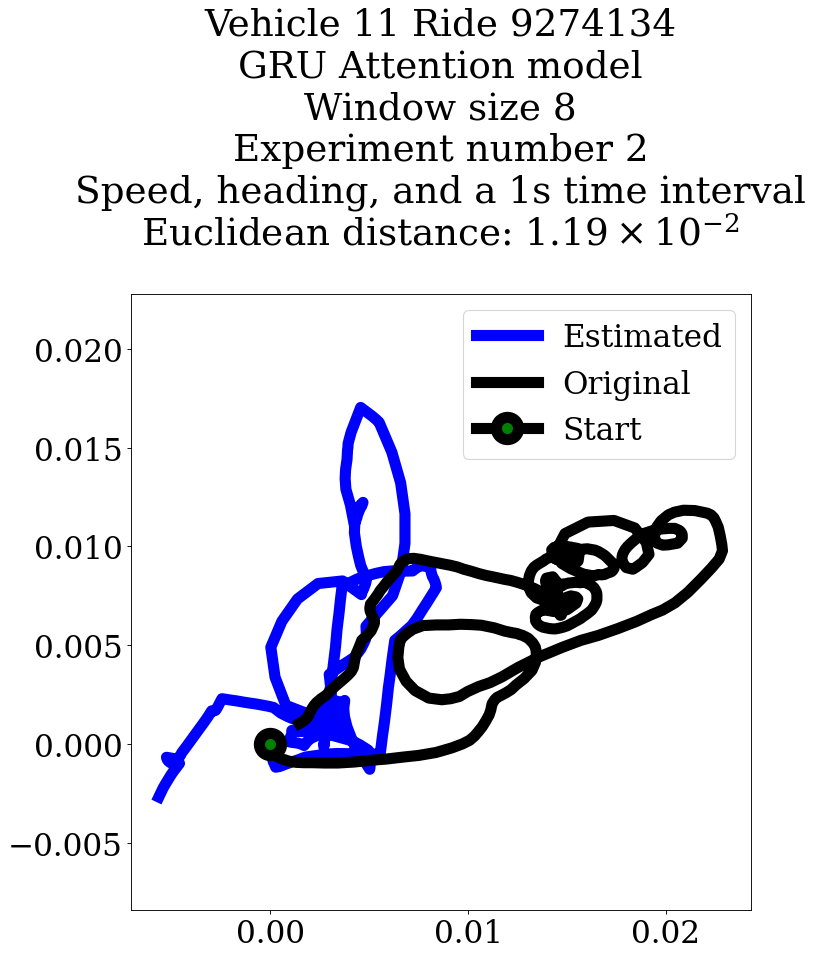 Vehicle 11 Ride 9274134
GRU Attention model
Window size 8
Experiment number 2
Speed, heading, and a 1s time interval
Euclidean distance: 1.19 × 10⁻²
Estimated
Original
Start
0.020
0.015
0.010
0.005
0.000
−0.005
0.00 0.01 0.02